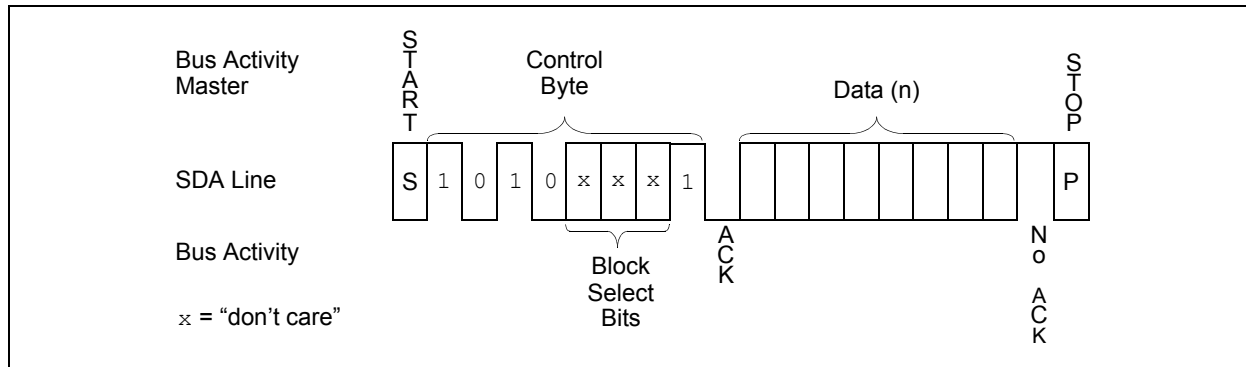 Bus Activity
Master
START
Control
Byte
Data (n)
STOP
SDA Line
S 1 0 1 0 x x x 1 P
Bus Activity
ACK
No ACK
Block
Select
Bits
x = “don’t care”